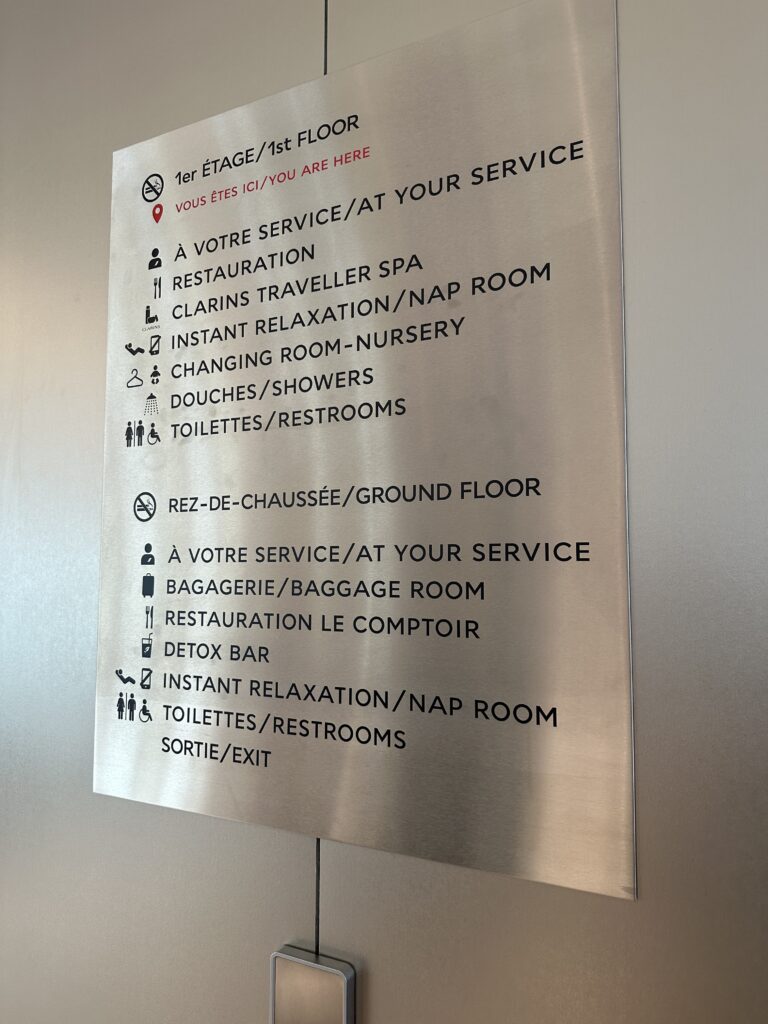 1er ÉTAGE/1st FLOOR
VOUS ÊTES ICI/YOU ARE HERE
À VOTRE SERVICE/AT YOUR SERVICE
RESTAURATION
CLARINS TRAVELLER SPA
CLARINS
INSTANT RELAXATION/NAP ROOM
CHANGING ROOM-NURSERY
DOUCHES/SHOWERS
TOILETTES/RESTROOMS
REZ-DE-CHAUSSÉE/GROUND FLOOR
À VOTRE SERVICE/AT YOUR SERVICE
BAGAGERIE/BAGGAGE ROOM
RESTAURATION LE COMPTOIR
DETOX BAR
INSTANT RELAXATION/NAP ROOM
TOILETTES/RESTROOMS
SORTIE/EXIT